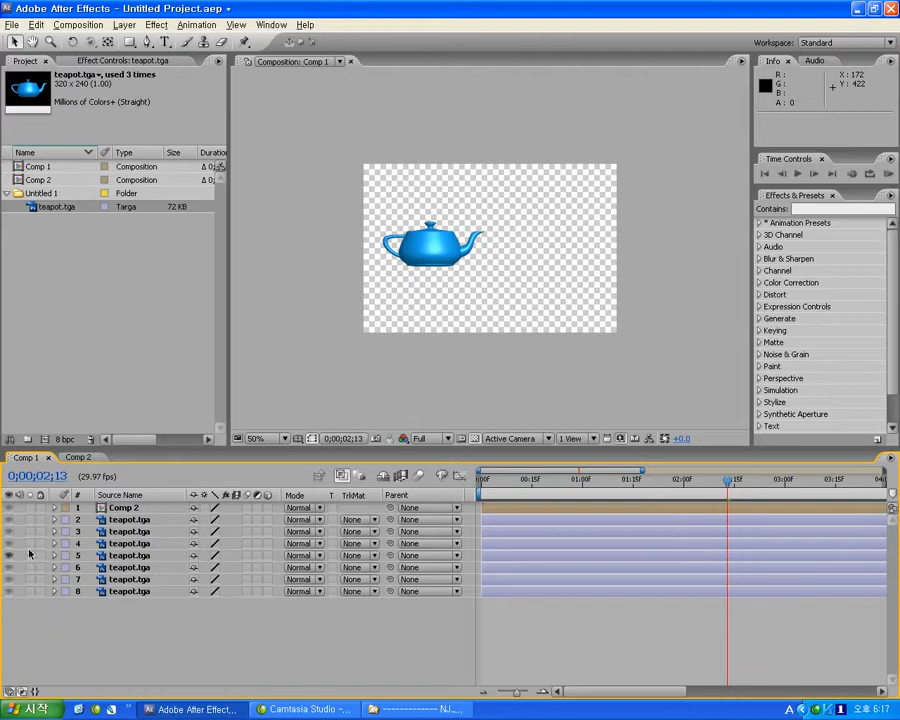 Adobe After Effects - Untitled Project.aep *
File Edit Composition Layer Effect Animation View Window Help
Workspace: Standard
Project Effect Controls: teapot.tga
teapot.tga, used 3 times
320 x 240 (1.00)
Millions of Colors+ (Straight)
Name Type Size Duratio
Comp 1 Composition Δ 0;
Comp 2 Composition Δ 0;
Untitled 1 Folder
teapot.tga Targa 72 KB
8 bpc
Composition: Comp 1
50% 0;00;02;13 Full Active Camera 1 View +0.0
Info Audio
R : X : 172
G : Y : 422
B :
A : 0
Time Controls
Effects & Presets
Contains:
* Animation Presets
3D Channel
Audio
Blur & Sharpen
Channel
Color Correction
Distort
Expression Controls
Generate
Keying
Matte
Noise & Grain
Paint
Perspective
Simulation
Stylize
Synthetic Aperture
Text
Comp 1 Comp 2
0;00;02;13 (29.97 fps)
:00F 00:15F 01:00F 01:15F 02:00F 15F 03:00F 03:15F 04:0
# Source Name Mode T TrkMat Parent
1 Comp 2 Normal None
2 teapot.tga Normal None None
3 teapot.tga Normal None None
4 teapot.tga Normal None None
5 teapot.tga Normal None None
6 teapot.tga Normal None None
7 teapot.tga Normal None None
8 teapot.tga Normal None None
시작 Adobe After Effec... Camtasia Studio -... ------------- NJ_... A 오후 6:17